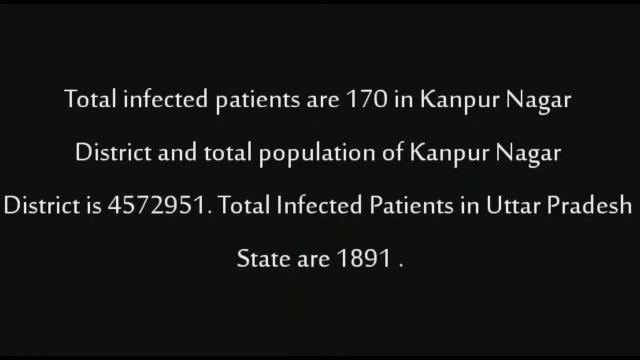 Total infected patients are 170 in Kanpur Nagar
District and total population of Kanpur Nagar
District is 4572951. Total Infected Patients in Uttar Pradesh
State are 1891 .